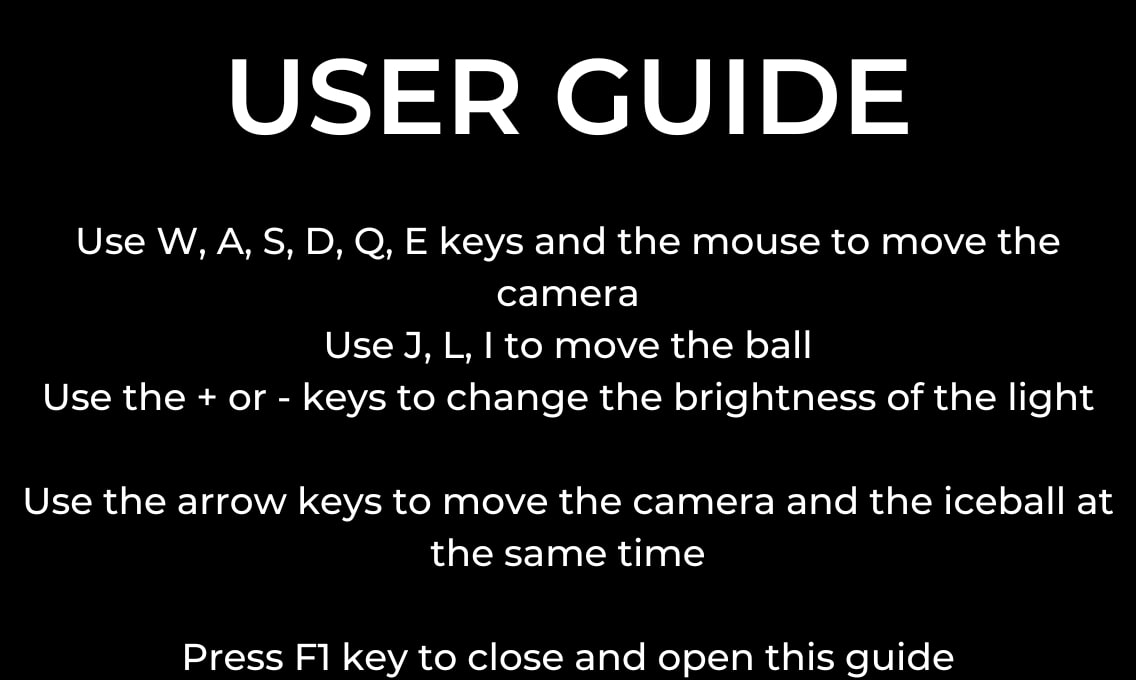 USER GUIDE
Use W, A, S, D, Q, E keys and the mouse to move the
camera
Use J, L, I to move the ball
Use the + or - keys to change the brightness of the light
Use the arrow keys to move the camera and the iceball at
the same time
Press F1 key to close and open this guide